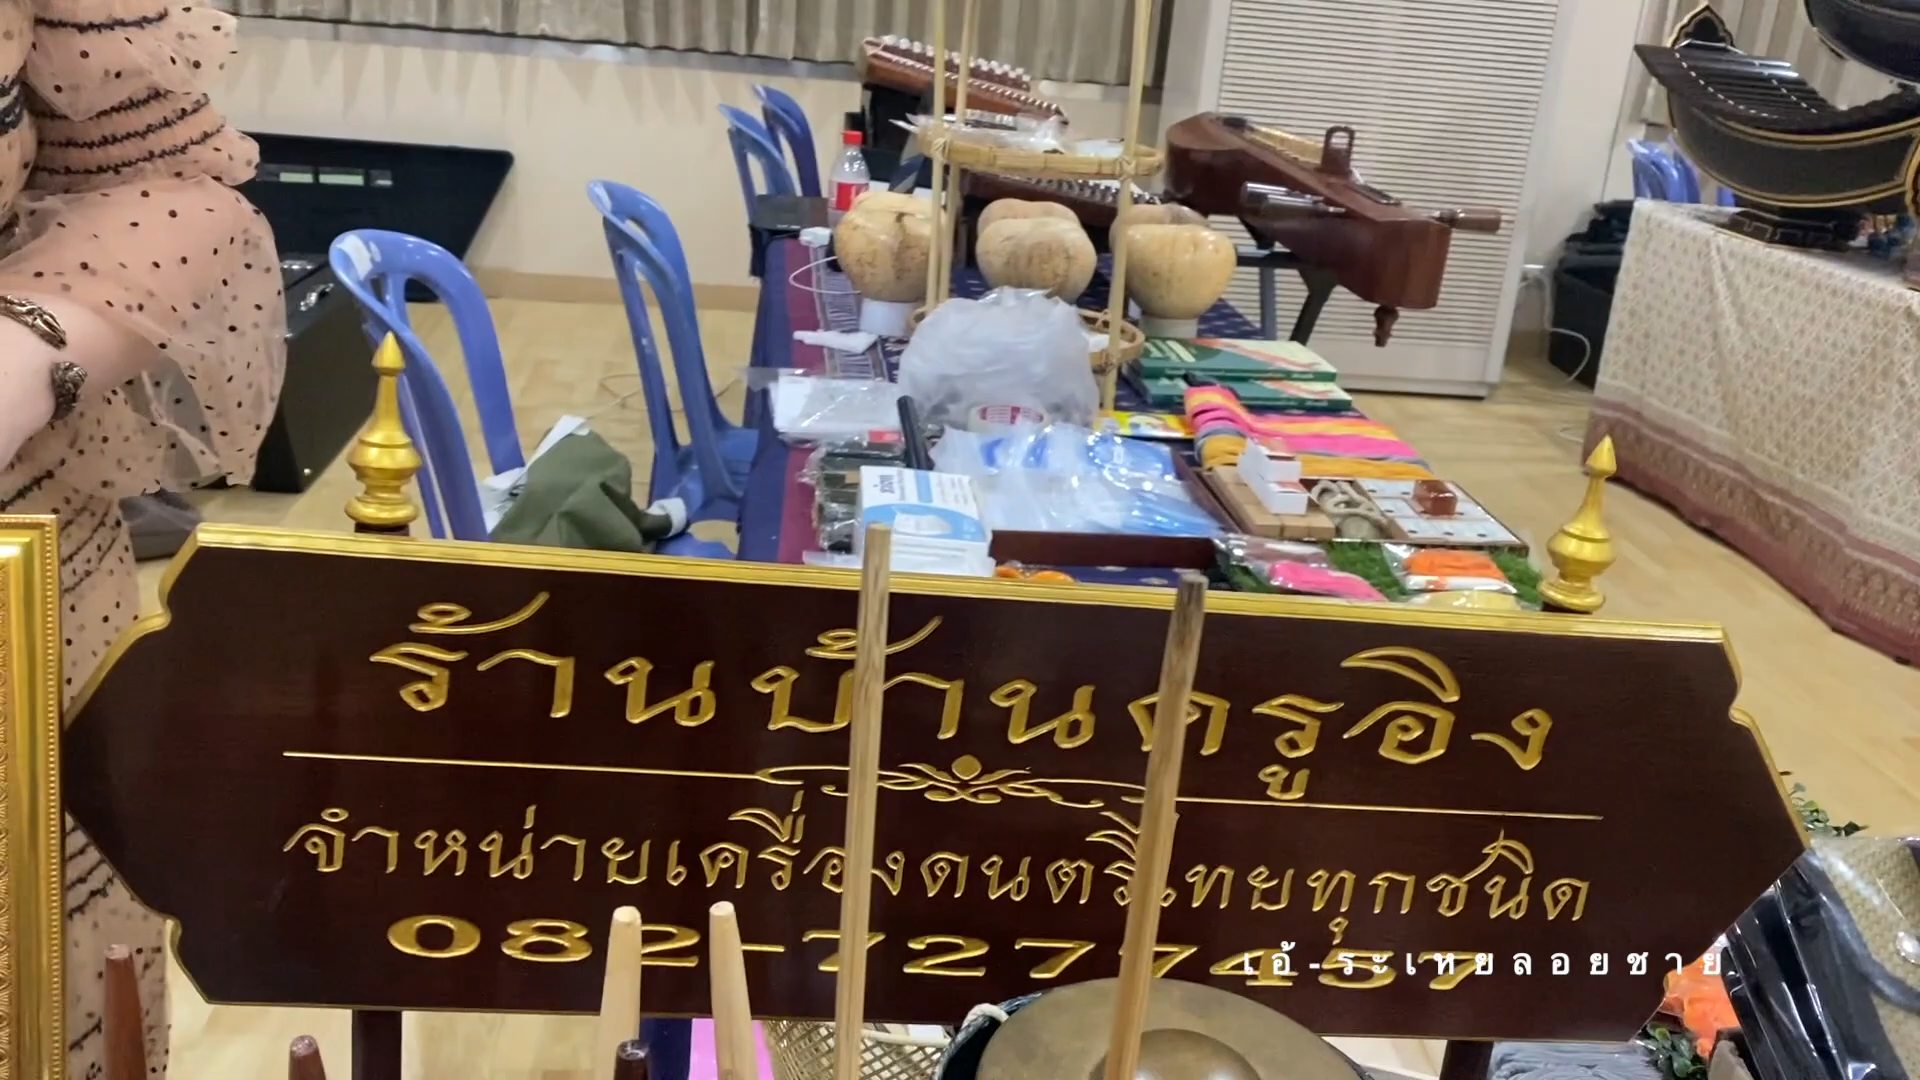 ร้านบ้านครูอิง
จำหน่ายเครื่องดนตรีไทยทุกชนิด
082-7277457
เอ้-ระเหยลอยชาย